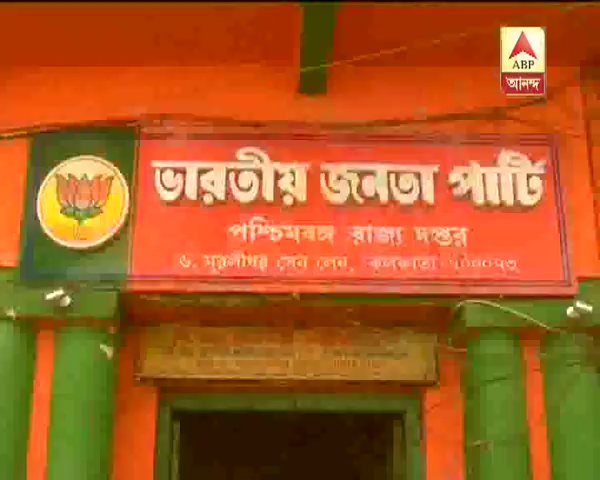 ABP
আনন্দ
ভারতীয় জনতা পার্টি
পশ্চিমবঙ্গ রাজ্য দপ্তর
৬, মুরলীধর সেন লেন, কলকাতা ৭০০০৭৩